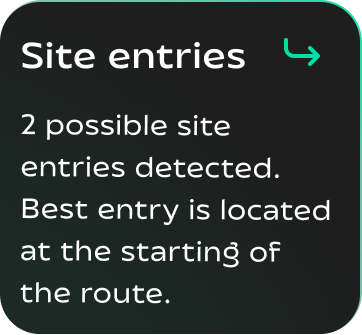 Site entries
2 possible site
entries detected.
Best entry is located
at the starting of
the route.